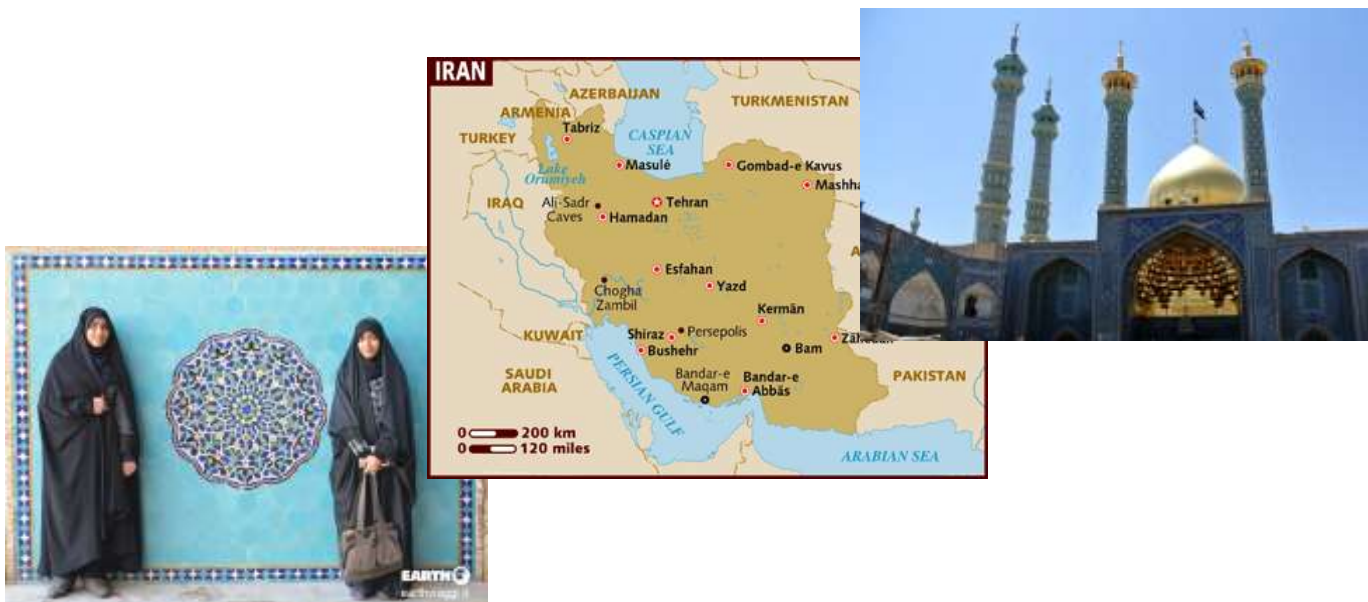 IRAN
AZERBAIJAN
TURKMENISTAN
ARMENIA
TURKEY
Tabriz
CASPIAN
SEA
Masulé
Gombad-e Kavus
Lake
Orumiyeh
Mashha
IRAQ
Ali-Sadr
Caves
Tehran
Hamadan
Esfahan
Chogha
Zambil
Yazd
Kermān
KUWAIT
Shiraz
Persepolis
Bushehr
Bam
SAUDI
ARABIA
PERSIAN GULF
Bandar-e
Maqam
Bandar-e
Abbās
PAKISTAN
0 200 km
0 120 miles
ARABIAN SEA
EARTH